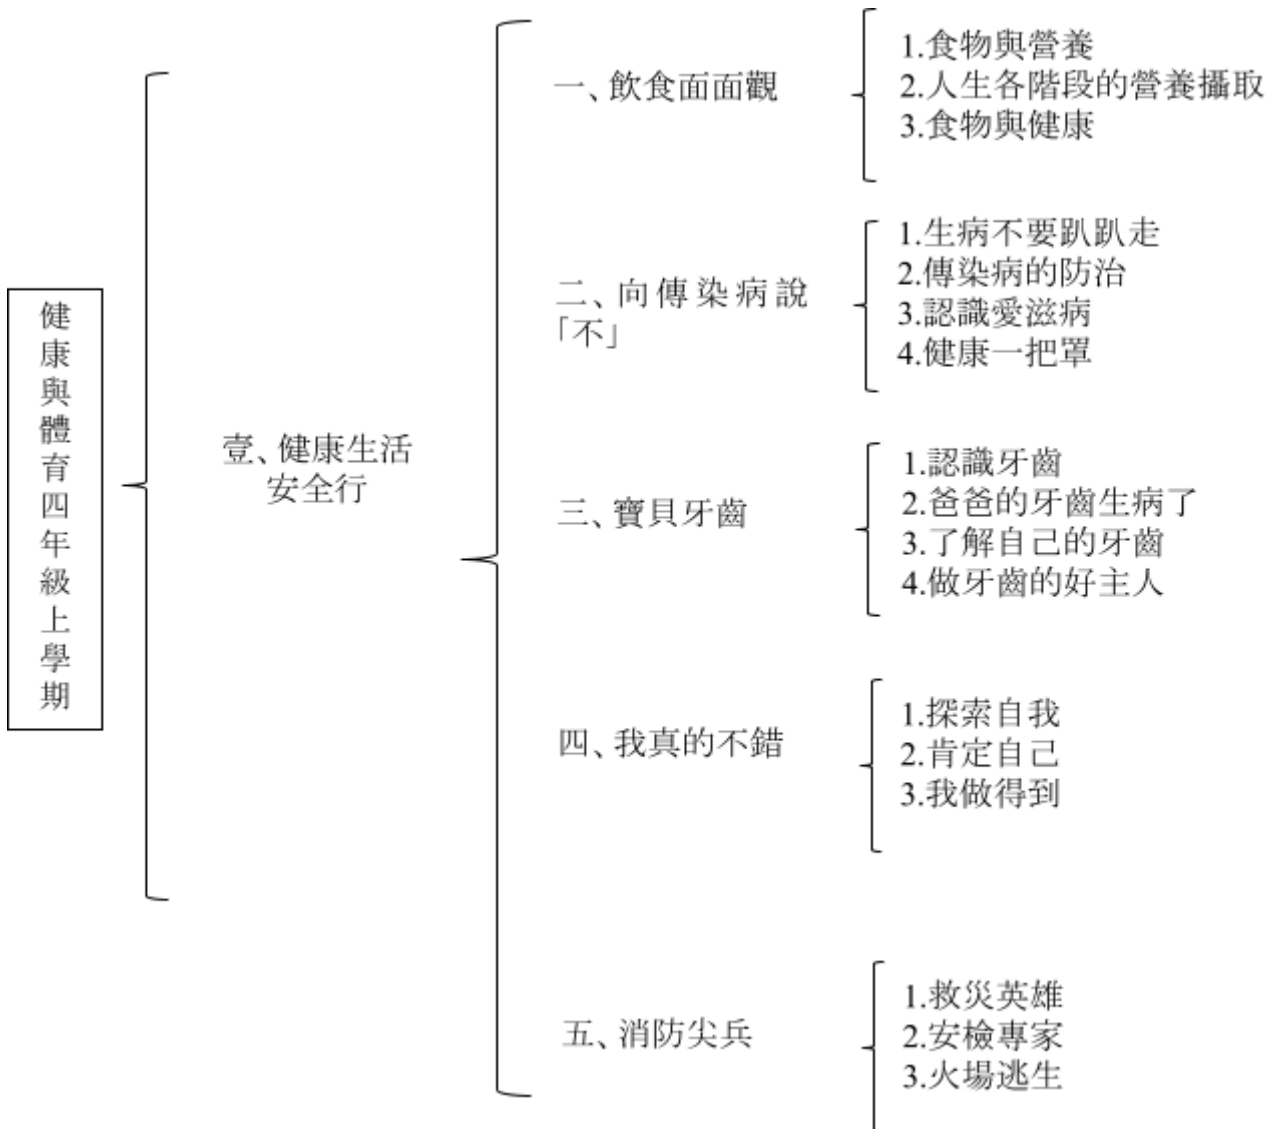 健康與體育四年級上學期
壹、健康生活
安全行
一、飲食面面觀
1.食物與營養
2.人生各階段的營養攝取
3.食物與健康
二、向傳染病說
「不」
1.生病不要趴趴走
2.傳染病的防治
3.認識愛滋病
4.健康一把罩
三、寶貝牙齒
1.認識牙齒
2.爸爸的牙齒生病了
3.了解自己的牙齒
4.做牙齒的好主人
四、我真的不錯
1.探索自我
2.肯定自己
3.我做得到
五、消防尖兵
1.救災英雄
2.安檢專家
3.火場逃生